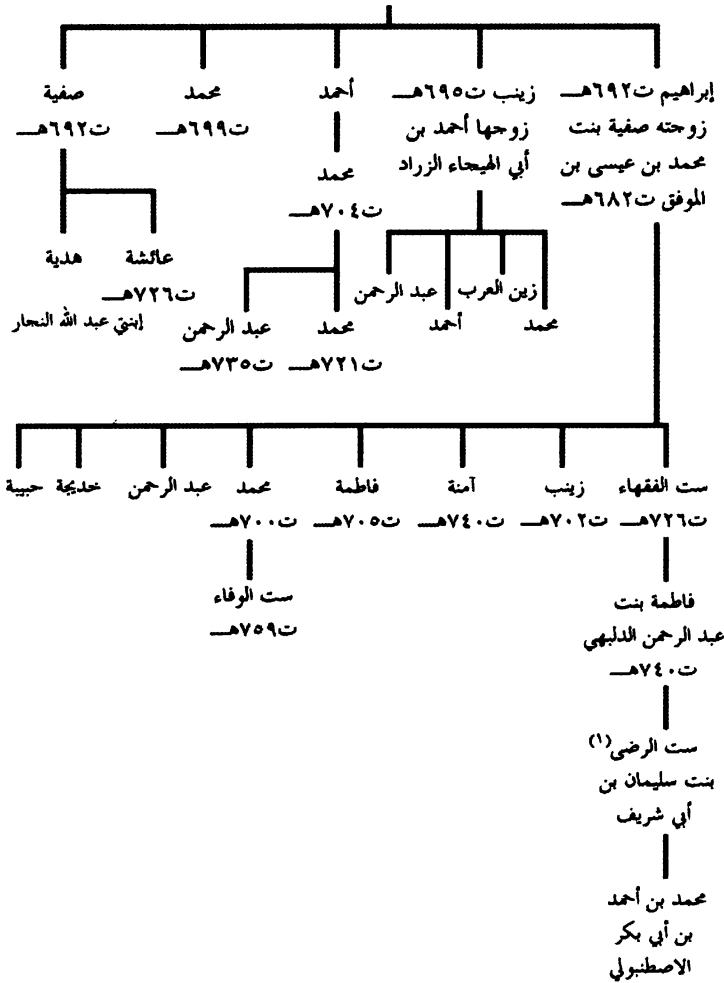 إبراهيم ت٦٩٢هـ
زوجته صفية بنت
محمد بن عيسى بن
الموفق ت٦٨٢هـ
زينب ت٦٩٥هـ
زوجها أحمد بن
أبي الهيجاء الزراد
أحمد
محمد
ت٦٩٩هـ
صفية
ت٦٩٢هـ
محمد
ت٧٠٤هـ
محمد
زين العرب
أحمد
عبد الرحمن
محمد
ت٧٢١هـ
عبد الرحمن
ت٧٣٥هـ
عائشة
ت٧٢٦هـ
هدية
إبنتي عبد الله النجار
ست الفقهاء
ت٧٢٦هـ
زينب
ت٧٠٢هـ
آمنة
ت٧٤٠هـ
فاطمة
ت٧٠٥هـ
محمد
ت٧٠٠هـ
عبد الرحمن
خديجة
حبيبة
ست الوفاء
ت٧٥٩هـ
فاطمة بنت
عبد الرحمن الدلبهي
ت٧٤٠هـ
ست الرضى(١)
بنت سليمان بن
أبي شريف
محمد بن أحمد
بن أبي بكر
الاصطنبولي